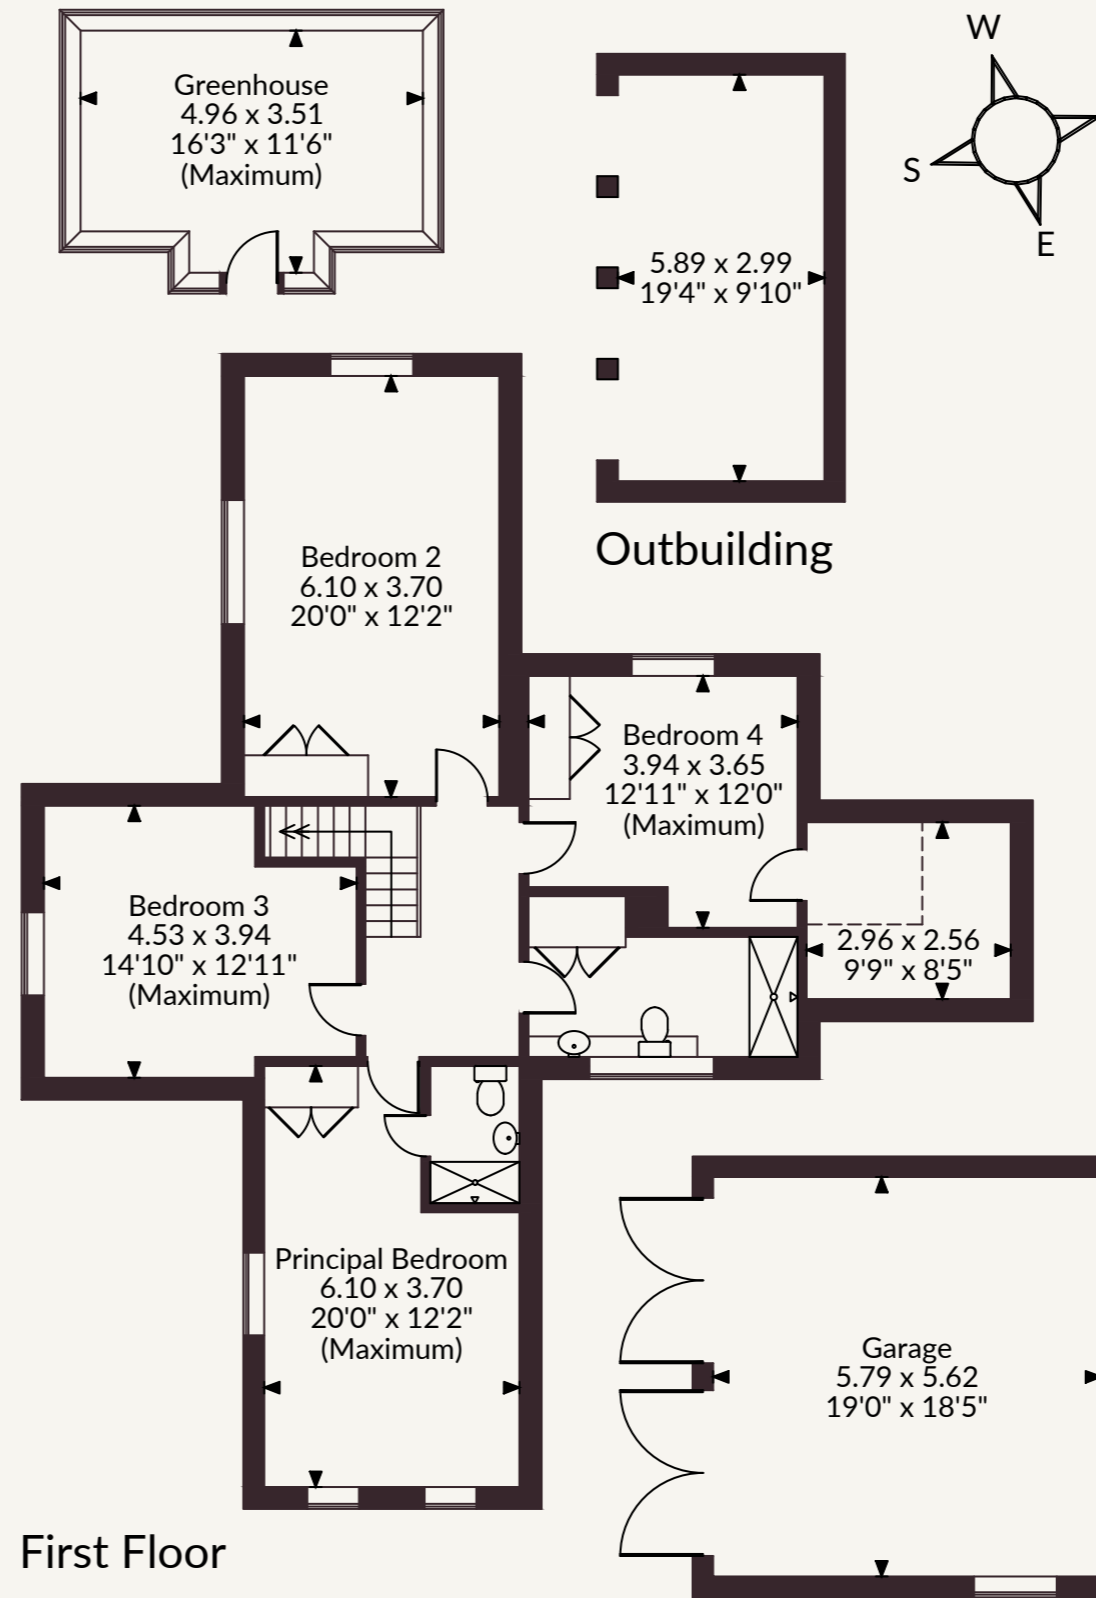 W
S
E
Greenhouse
4.96 x 3.51
16'3" x 11'6"
(Maximum)
5.89 x 2.99
19'4" x 9'10"
Outbuilding
Bedroom 2
6.10 x 3.70
20'0" x 12'2"
Bedroom 4
3.94 x 3.65
12'11" x 12'0"
(Maximum)
Bedroom 3
4.53 x 3.94
14'10" x 12'11"
(Maximum)
2.96 x 2.56
9'9" x 8'5"
Principal Bedroom
6.10 x 3.70
20'0" x 12'2"
(Maximum)
Garage
5.79 x 5.62
19'0" x 18'5"
First Floor